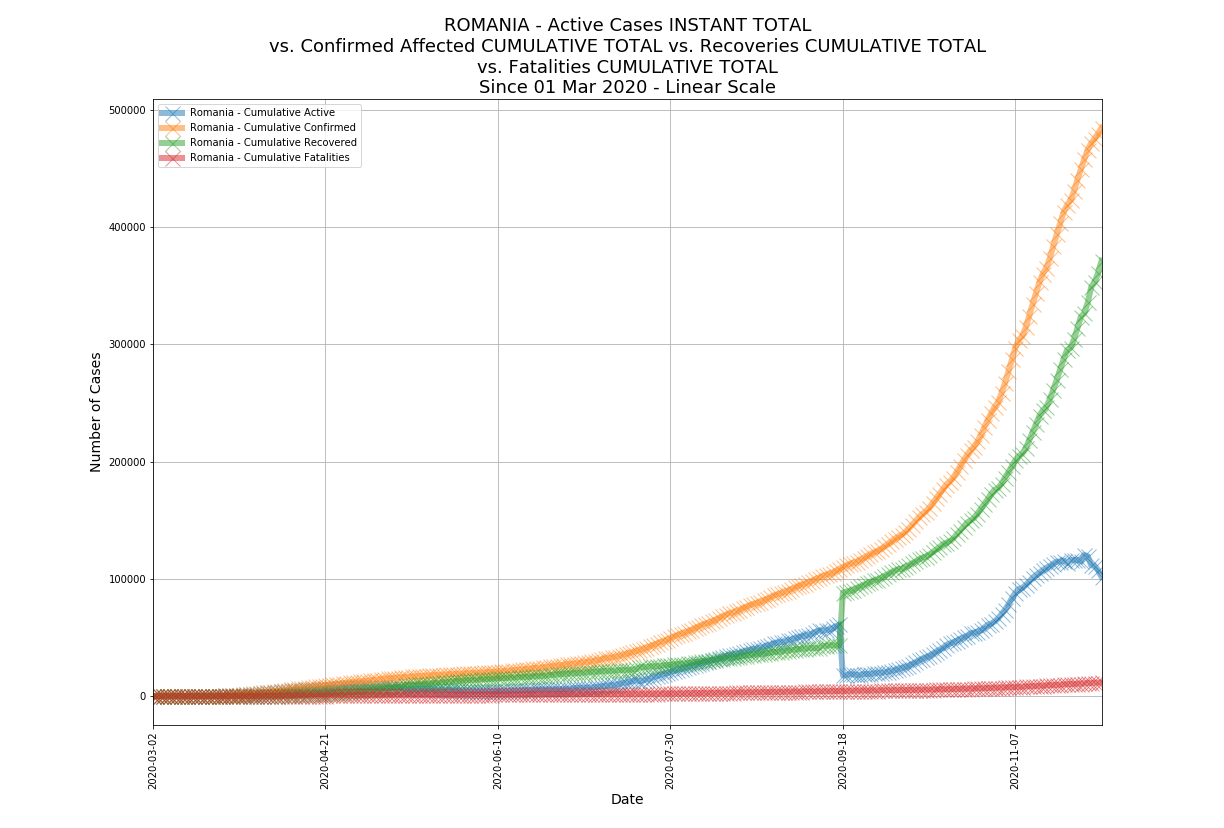 ROMANIA - Active Cases INSTANT TOTAL
vs. Confirmed Affected CUMULATIVE TOTAL vs. Recoveries CUMULATIVE TOTAL
vs. Fatalities CUMULATIVE TOTAL
Since 01 Mar 2020 - Linear Scale
Romania - Cumulative Active
Romania - Cumulative Confirmed
Romania - Cumulative Recovered
Romania - Cumulative Fatalities
Number of Cases
500000
400000
300000
200000
100000
0
2020-03-02
2020-04-21
2020-06-10
2020-07-30
2020-09-18
2020-11-07
Date